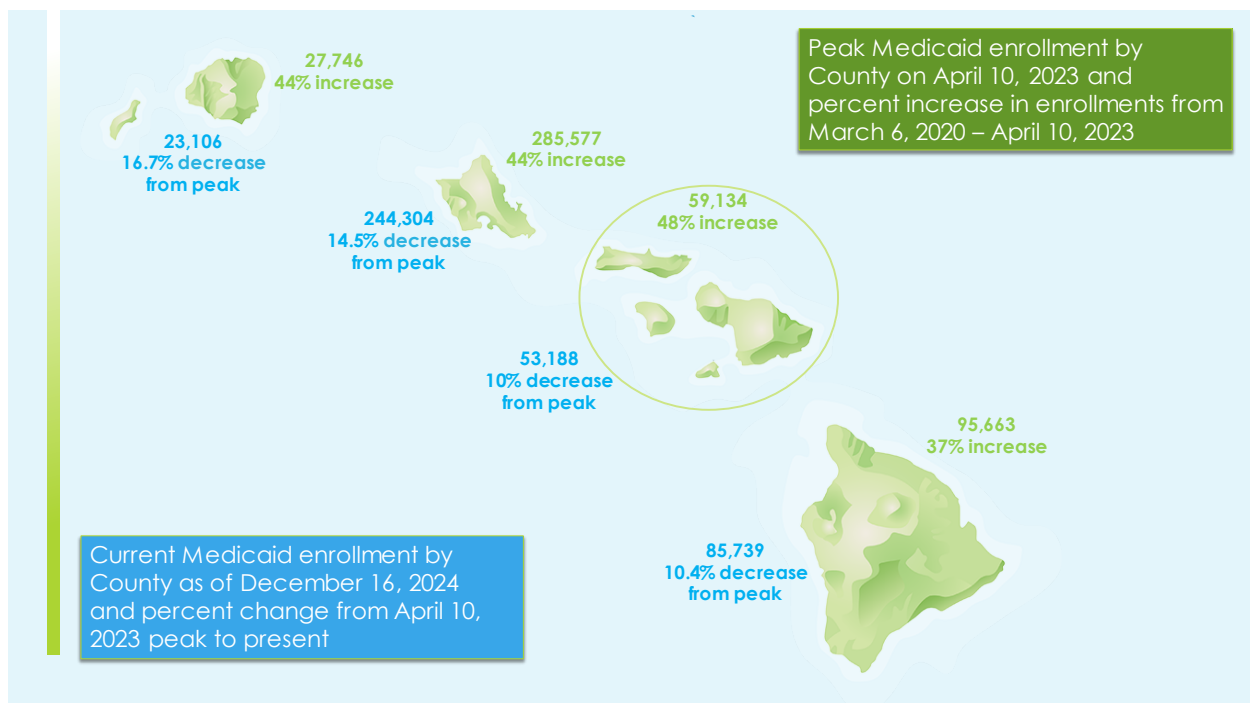 Peak Medicaid enrollment by
County on April 10, 2023 and
percent increase in enrollments from
March 6, 2020 – April 10, 2023
27,746
44% increase
23,106
16.7% decrease
from peak
285,577
44% increase
244,304
14.5% decrease
from peak
59,134
48% increase
53,188
10% decrease
from peak
95,663
37% increase
85,739
10.4% decrease
from peak
Current Medicaid enrollment by
County as of December 16, 2024
and percent change from April 10,
2023 peak to present